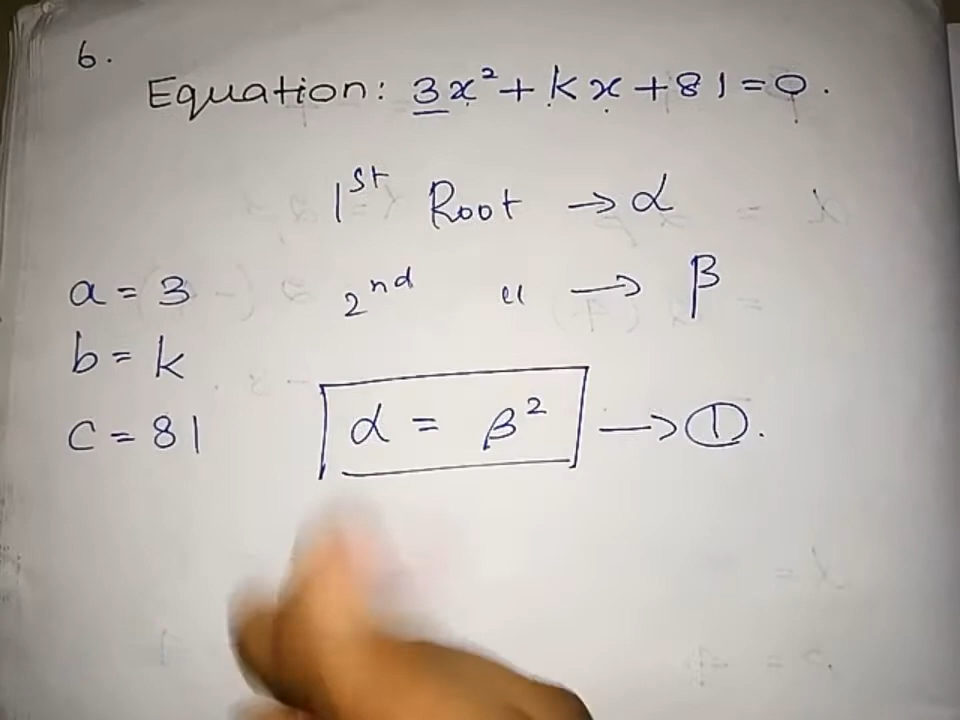 6.
Equation: 3x²+kx+81=0.
1st Root → α
a = 3
2nd " → β
b = k
c = 81
α = β² → ①.